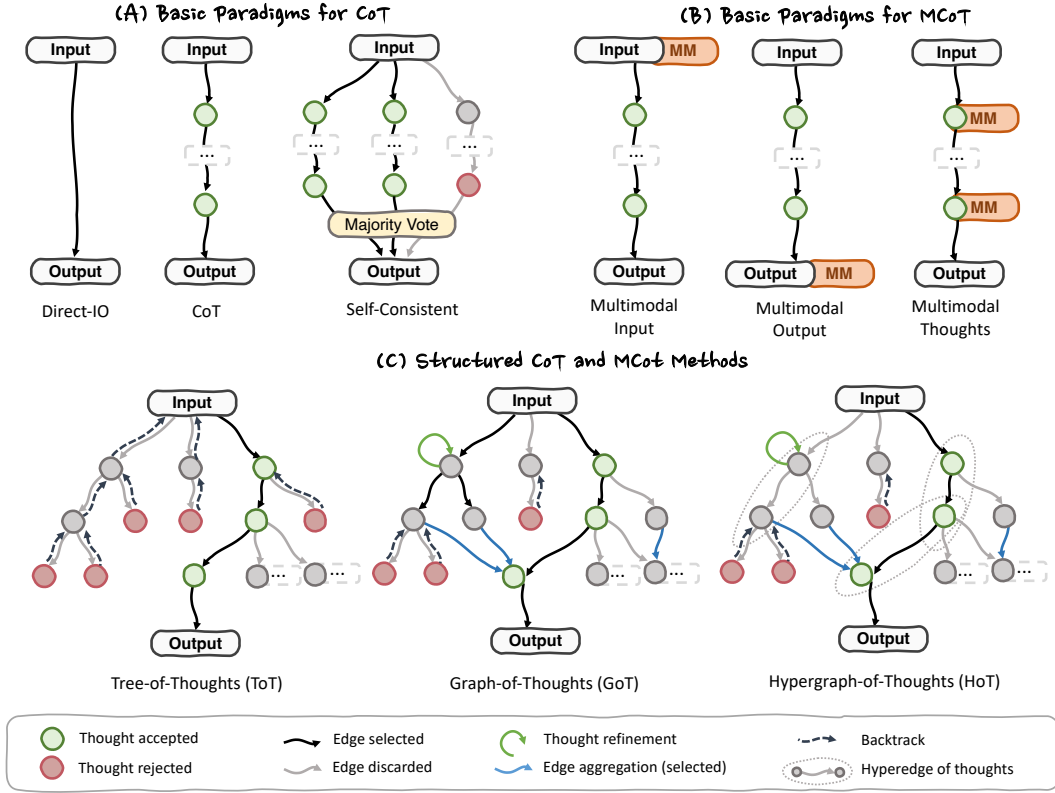 (A) Basic Paradigms for CoT
(B) Basic Paradigms for MCoT
Input
Input
Input
Input MM
Input
Input
...
...
...
...
...
...
...
MM
MM
Majority Vote
Output
Output
Output
Output
Output MM
Output
Direct-IO
CoT
Self-Consistent
Multimodal
Input
Multimodal
Output
Multimodal
Thoughts
(C) Structured CoT and MCot Methods
Input
Input
Input
...
...
...
...
...
...
Output
Output
Output
Tree-of-Thoughts (ToT)
Graph-of-Thoughts (GoT)
Hypergraph-of-Thoughts (HoT)
Thought accepted
Edge selected
Thought refinement
Backtrack
Thought rejected
Edge discarded
Edge aggregation (selected)
Hyperedge of thoughts